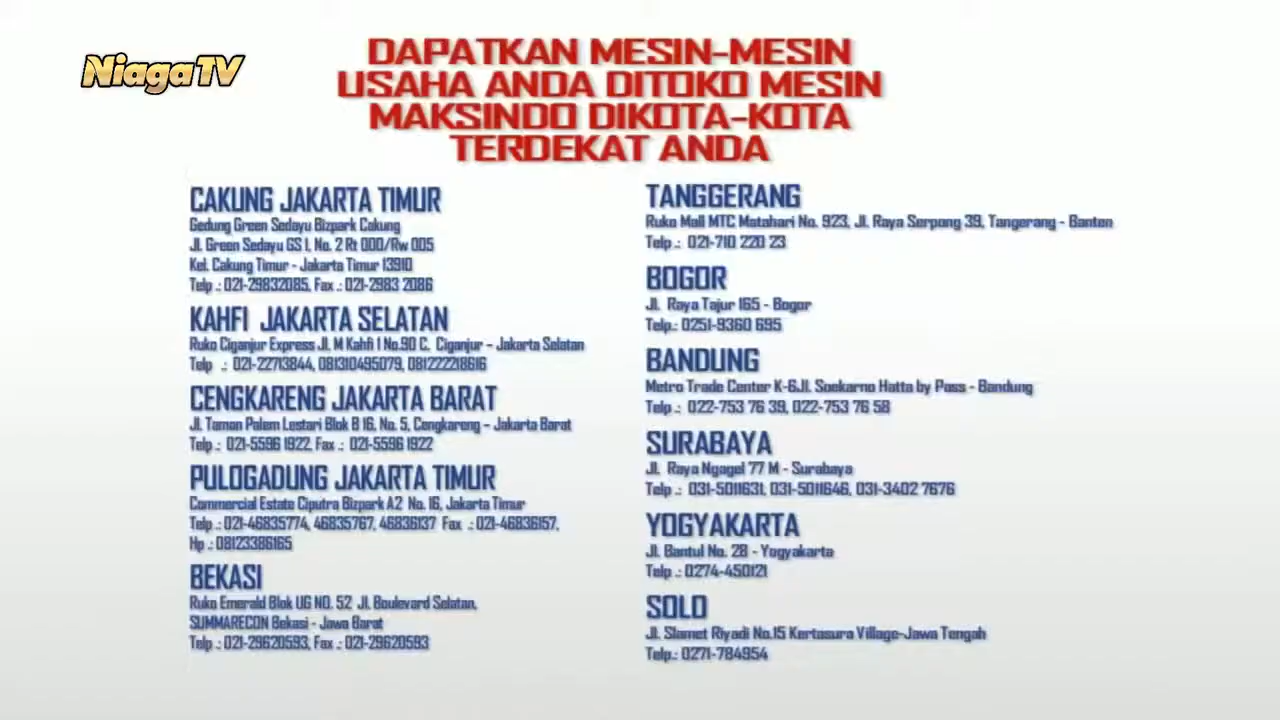 NiagaTV
DAPATKAN MESIN-MESIN
USAHA ANDA DITOKO MESIN
MAKSINDO DIKOTA-KOTA
TERDEKAT ANDA
CAKUNG JAKARTA TIMUR
Gedung Green Sedayu Bizpark Cakung
Jl. Green Sedayu GS 1, No. 2 Rt 000/Rw 005
Kel. Cakung Timur - Jakarta Timur 13910
Telp .: 021-29832085, Fax .: 021-2983 2086
KAHFI JAKARTA SELATAN
Ruko Ciganjur Express Jl. M Kahfi 1 No.90 C. Ciganjur - Jakarta Selatan
Telp .: 021-22713844, 081310495079, 081222218616
CENGKARENG JAKARTA BARAT
Jl. Taman Palem Lestari Blok B 16, No. 5, Cengkareng - Jakarta Barat
Telp .: 021-5596 1922, Fax .: 021-5596 1922
PULOGADUNG JAKARTA TIMUR
Commercial Estate Ciputra Bizpark A2 No. 16, Jakarta Timur
Telp .: 021-46835774, 46835767, 46836137 Fax .: 021-46836157,
Hp .: 08123386165
BEKASI
Ruko Emerald Blok UG NO. 52 Jl. Boulevard Selatan,
SUMMARECON Bekasi - Jawa Barat
Telp .: 021-29620593, Fax .: 021-29620593
TANGGERANG
Ruko Mall MTC Matahari No. 923, Jl. Raya Serpong 39, Tangerang - Banten
Telp .: 021-710 220 23
BOGOR
Jl. Raya Tajur 165 - Bogor
Telp.: 0251-9360 695
BANDUNG
Metro Trade Center K-6.Jl. Soekarno Hatta by Pass - Bandung
Telp .: 022-753 76 39, 022-753 76 58
SURABAYA
Jl. Raya Ngagel 77 M - Surabaya
Telp .: 031-5011631, 031-5011646, 031-3402 7676
YOGYAKARTA
Jl. Bantul No. 28 - Yogyakarta
Telp .: 0274-450121
SOLO
Jl. Slamet Riyadi No.15 Kertasura Village-Jawa Tengah
Telp.: 0271-784954